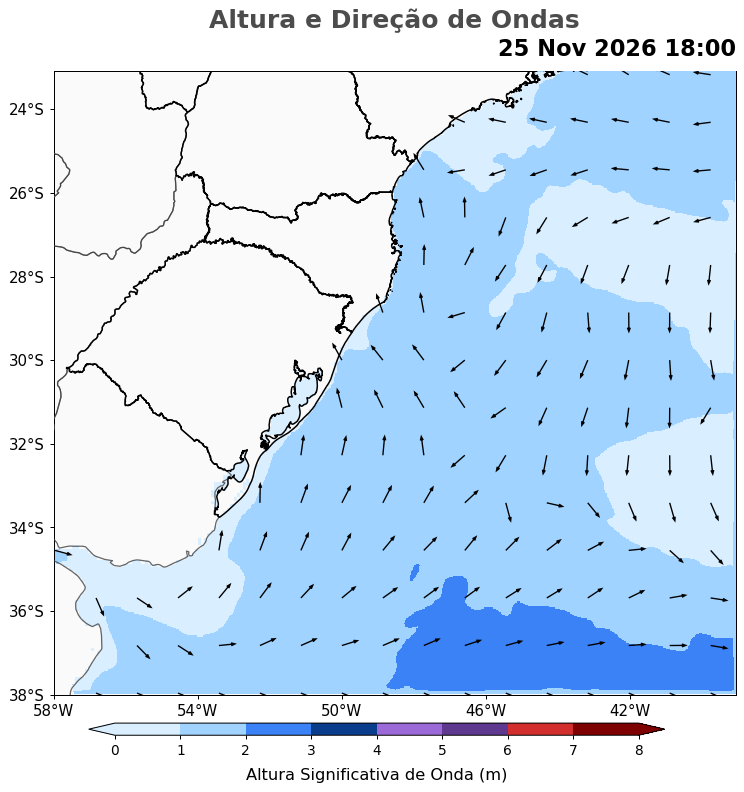 Altura e Direção de Ondas
25 Nov 2026 18:00
24°S
26°S
28°S
30°S
32°S
34°S
36°S
38°S
58°W 54°W 50°W 46°W 42°W
0 1 2 3 4 5 6 7 8
Altura Significativa de Onda (m)